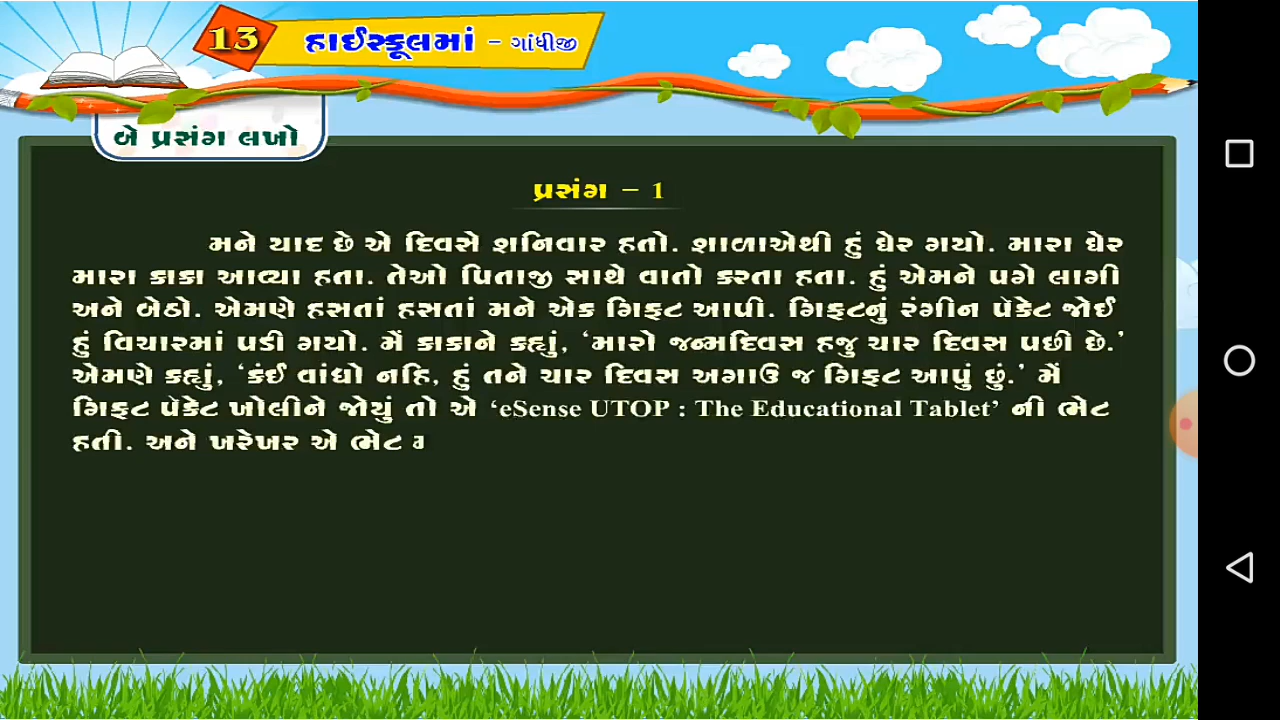 13
હાઈસ્કૂલમાં - ગાંધીજી
બે પ્રસંગ લખો
પ્રસંગ – 1
મને યાદ છે એ દિવસે શનિવાર હતો. શાળાએથી હું ઘેર ગયો. મારા ઘેર
મારા કાકા આવ્યા હતા. તેઓ પિતાજી સાથે વાતો કરતા હતા. હું એમને પગે લાગી
અને બેઠો. એમણે હસતાં હસતાં મને એક ગિફ્ટ આપી. ગિફ્ટનું રંગીન પૅકેટ જોઈ
હું વિચારમાં પડી ગયો. મેં કાકાને કહ્યું, ‘મારો જન્મદિવસ હજુ ચાર દિવસ પછી છે.’
એમણે કહ્યું, ‘કંઈ વાંધો નહિ, હું તને ચાર દિવસ અગાઉ જ ગિફ્ટ આપું છું.’ મેં
ગિફ્ટ પૅકેટ ખોલીને જોયું તો એ ‘eSense UTOP : The Educational Tablet’ ની ભેટ
હતી. અને ખરેખર એ ભેટ